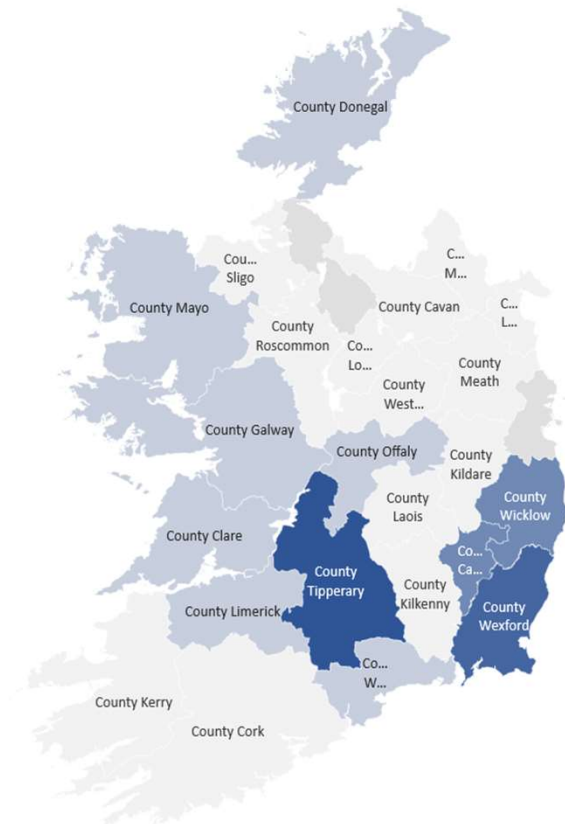 County Donegal
Cou...
Sligo
C...
M...
County Mayo
County Cavan
C...
L...
County
Roscommon
Co...
Lo...
County
Meath
County
West...
County Galway
County Offaly
County
Kildare
County
Laois
County
Wicklow
County Clare
Co...
Ca...
County
Tipperary
County
Kilkenny
County
Wexford
County Limerick
Co...
W...
County Kerry
County Cork